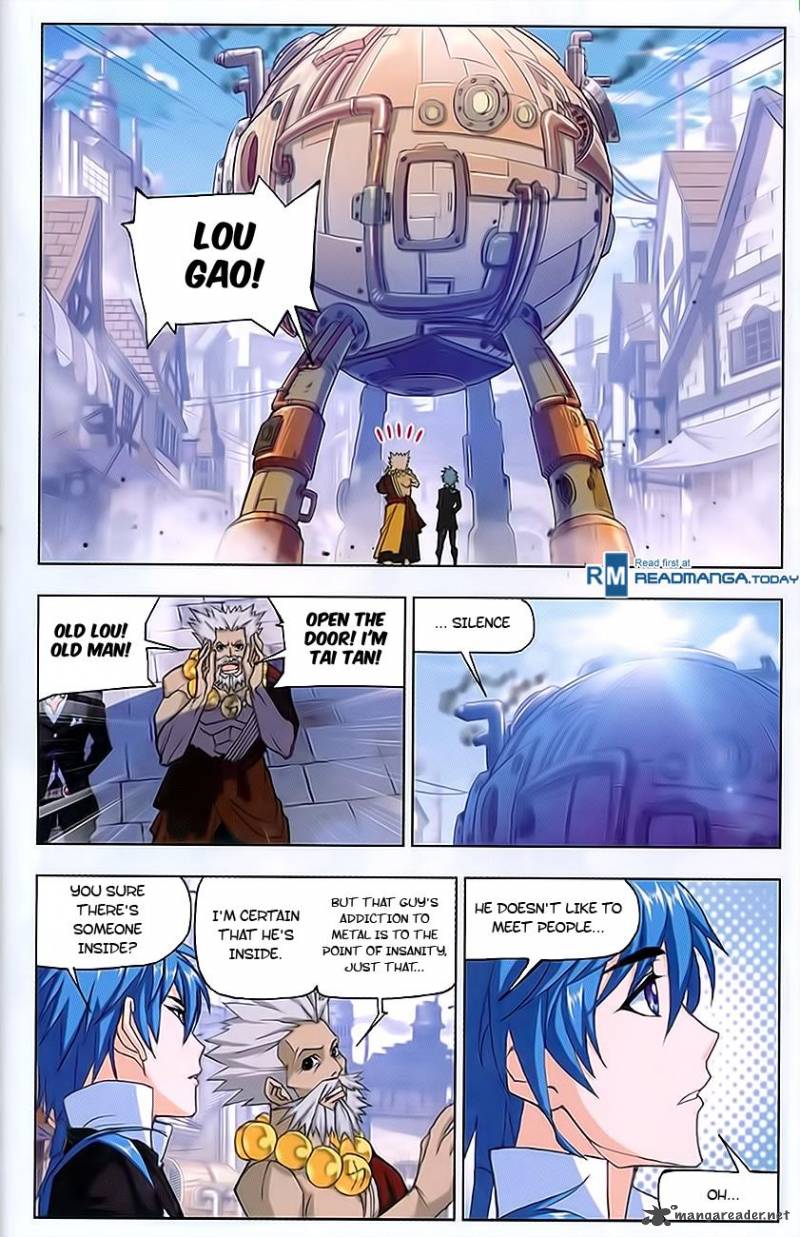 LOU
GAO!
Read first at
RM READMANGA.TODAY
OLD LOU!
OLD MAN!
OPEN THE
DOOR! I'M
TAI TAN!
... SILENCE
YOU SURE
THERE'S
SOMEONE
INSIDE?
I'M CERTAIN
THAT HE'S
INSIDE.
BUT THAT GUY'S
ADDICTION TO
METAL IS TO THE
POINT OF INSANITY,
JUST THAT...
HE DOESN'T LIKE TO
MEET PEOPLE...
OH...
mangareader.net